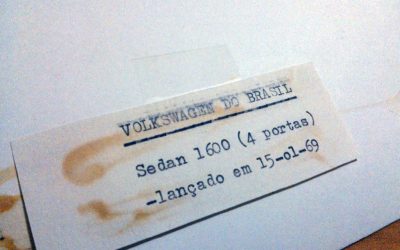 VOLKSWAGEN DO BRASIL
Sedan 1600 (4 portas)
-lançado em 15-01-69